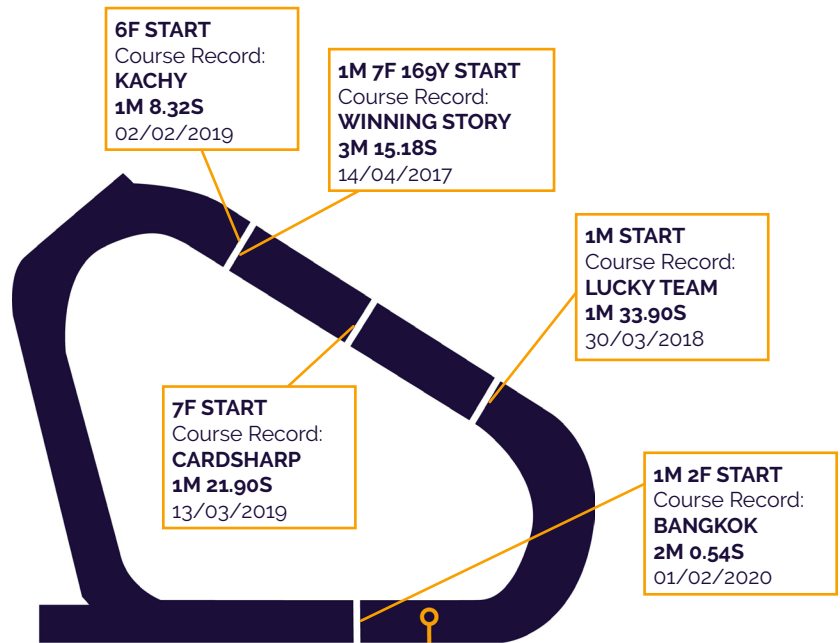 6F START
Course Record:
KACHY
1M 8.32S
02/02/2019
1M 7F 169Y START
Course Record:
WINNING STORY
3M 15.18S
14/04/2017
1M START
Course Record:
LUCKY TEAM
1M 33.90S
30/03/2018
7F START
Course Record:
CARDSHARP
1M 21.90S
13/03/2019
1M 2F START
Course Record:
BANGKOK
2M 0.54S
01/02/2020